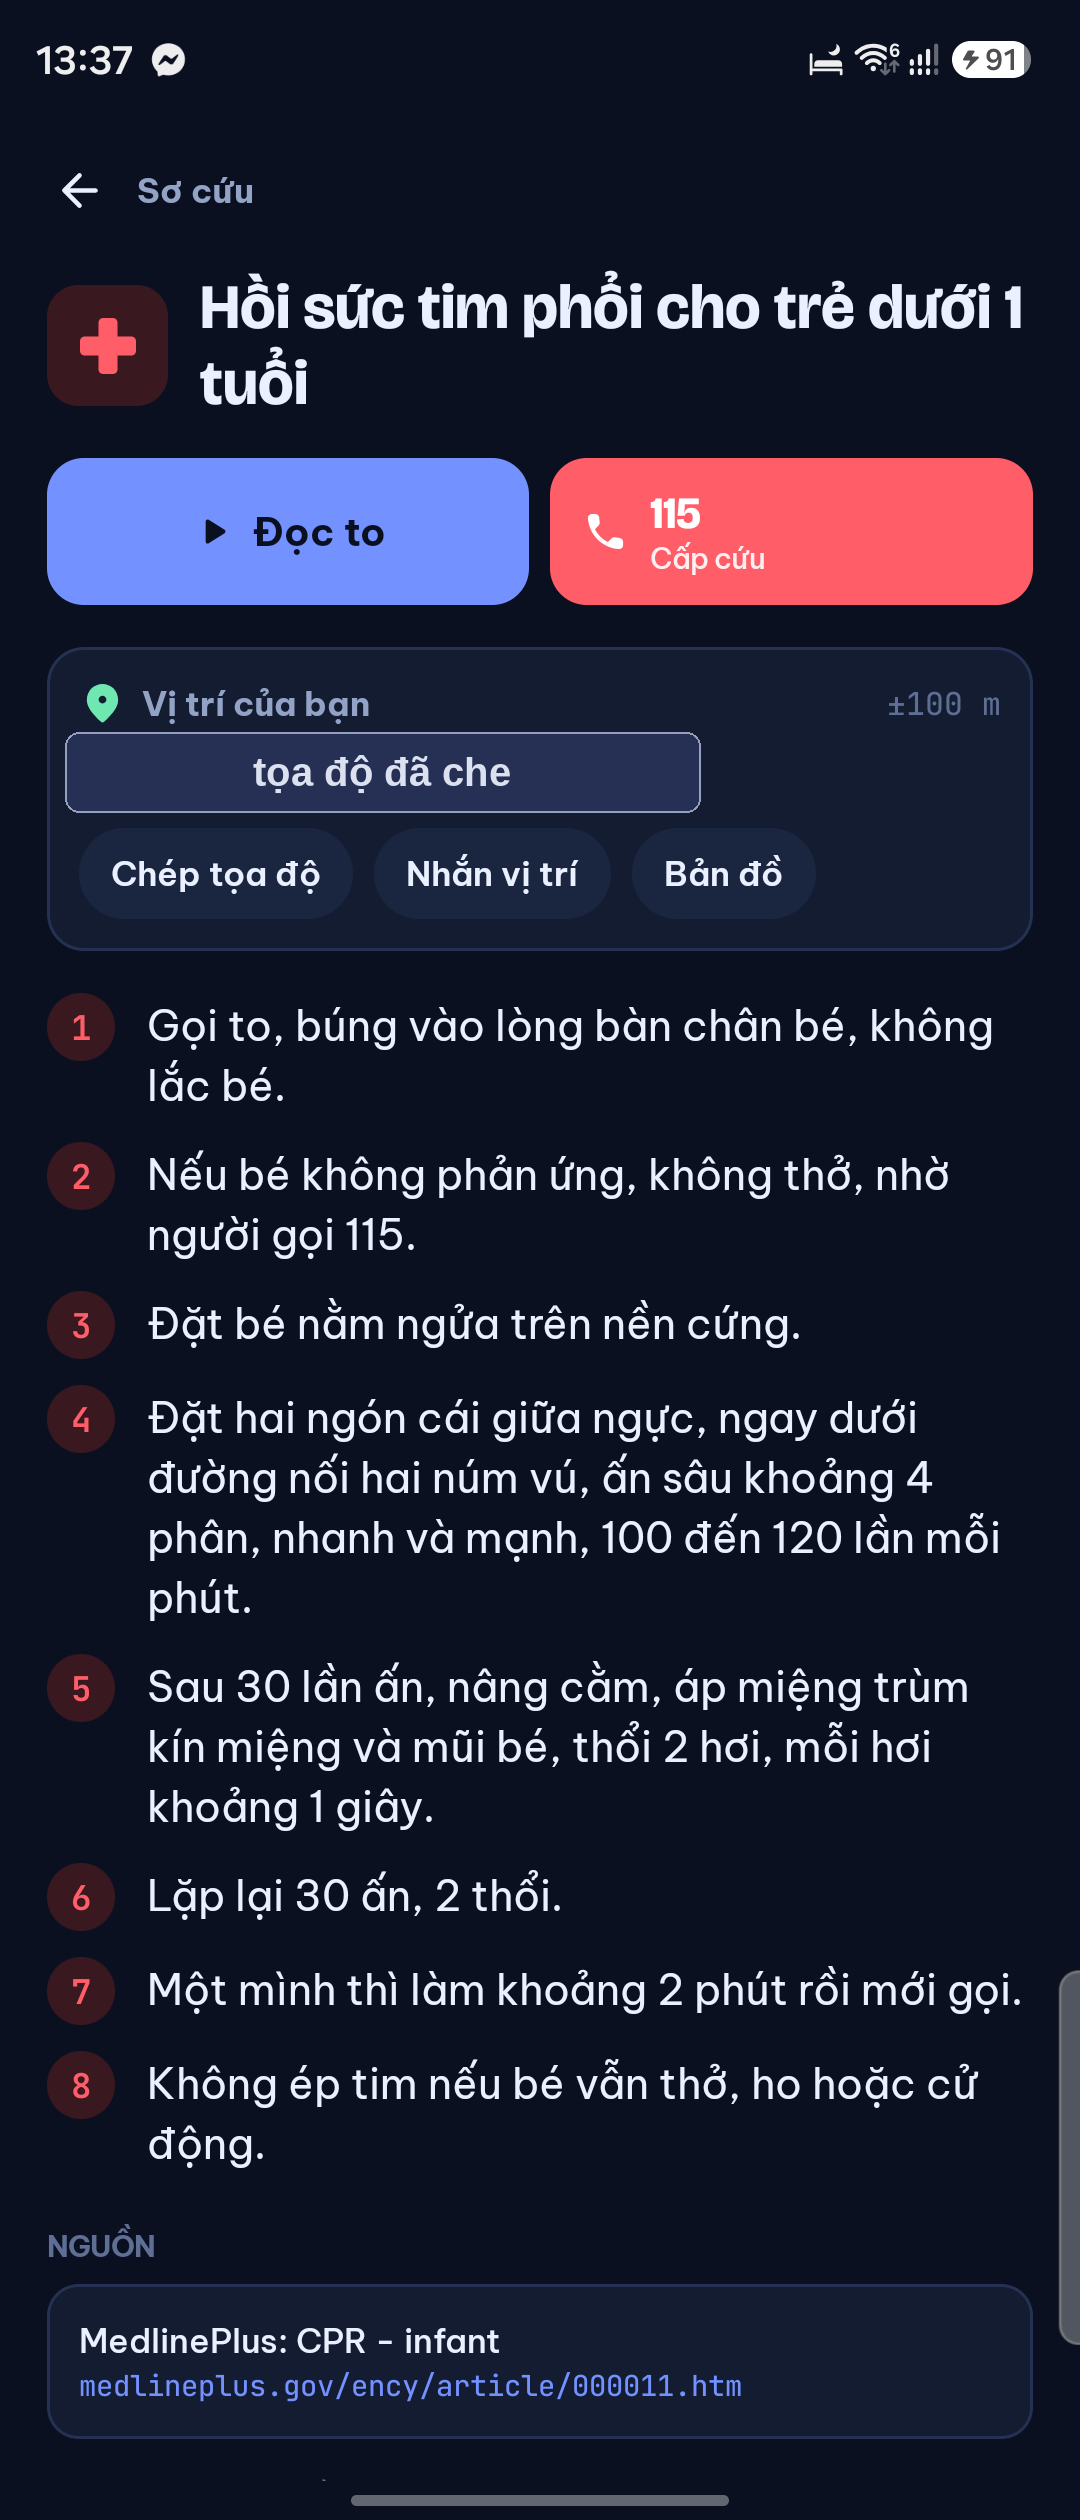 13:37
6
91
Sơ cứu
Hồi sức tim phổi cho trẻ dưới 1
tuổi
Đọc to
115
Cấp cứu
Vị trí của bạn
±100 m
tọa độ đã che
Chép tọa độ
Nhắn vị trí
Bản đồ
1
Gọi to, búng vào lòng bàn chân bé, không
lắc bé.
2
Nếu bé không phản ứng, không thở, nhờ
người gọi 115.
3
Đặt bé nằm ngửa trên nền cứng.
4
Đặt hai ngón cái giữa ngực, ngay dưới
đường nối hai núm vú, ấn sâu khoảng 4
phân, nhanh và mạnh, 100 đến 120 lần mỗi
phút.
5
Sau 30 lần ấn, nâng cằm, áp miệng trùm
kín miệng và mũi bé, thổi 2 hơi, mỗi hơi
khoảng 1 giây.
6
Lặp lại 30 ấn, 2 thổi.
7
Một mình thì làm khoảng 2 phút rồi mới gọi.
8
Không ép tim nếu bé vẫn thở, ho hoặc cử
động.
NGUỒN
MedlinePlus: CPR - infant
medlineplus.gov/ency/article/000011.htm